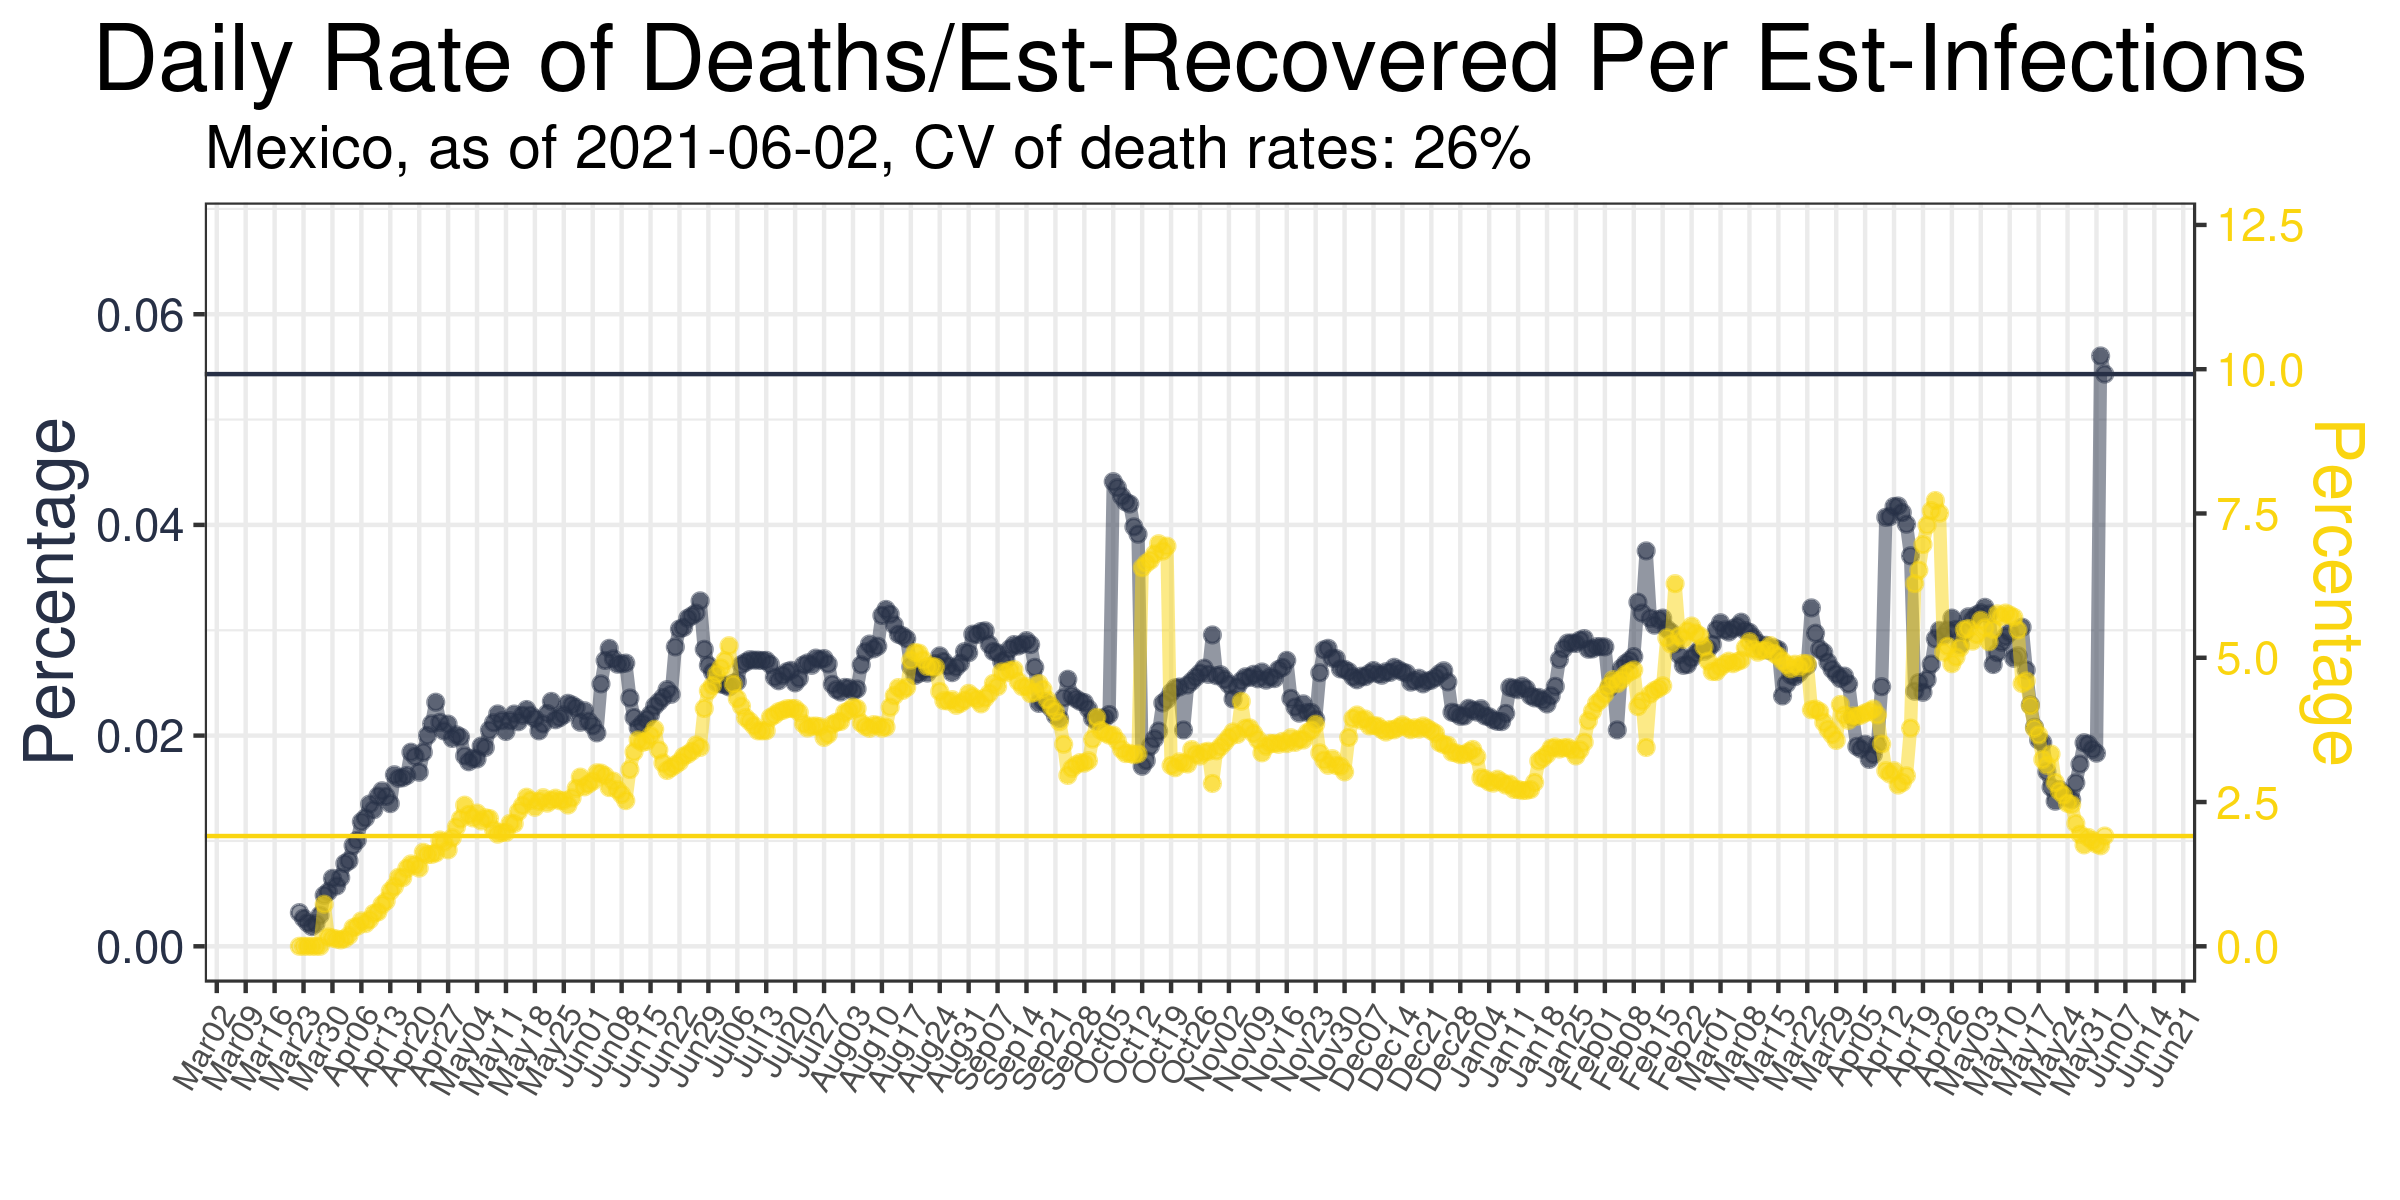 Daily Rate of Deaths/Est-Recovered Per Est-Infections
Mexico, as of 2021-06-02, CV of death rates: 26%
Percentage
0.06
0.04
0.02
0.00
12.5
10.0
7.5
5.0
2.5
0.0
Percentage
Mar02
Mar09
Mar16
Mar23
Mar30
Apr06
Apr13
Apr20
Apr27
May04
May11
May18
May25
Jun01
Jun08
Jun15
Jun22
Jun29
Jul06
Jul13
Jul20
Jul27
Aug03
Aug10
Aug17
Aug24
Aug31
Sep07
Sep14
Sep21
Sep28
Oct05
Oct12
Oct19
Oct26
Nov02
Nov09
Nov16
Nov23
Nov30
Dec07
Dec14
Dec21
Dec28
Jan04
Jan11
Jan18
Jan25
Feb01
Feb08
Feb15
Feb22
Mar01
Mar08
Mar15
Mar22
Mar29
Apr05
Apr12
Apr19
Apr26
May03
May10
May17
May24
May31
Jun07
Jun14
Jun21